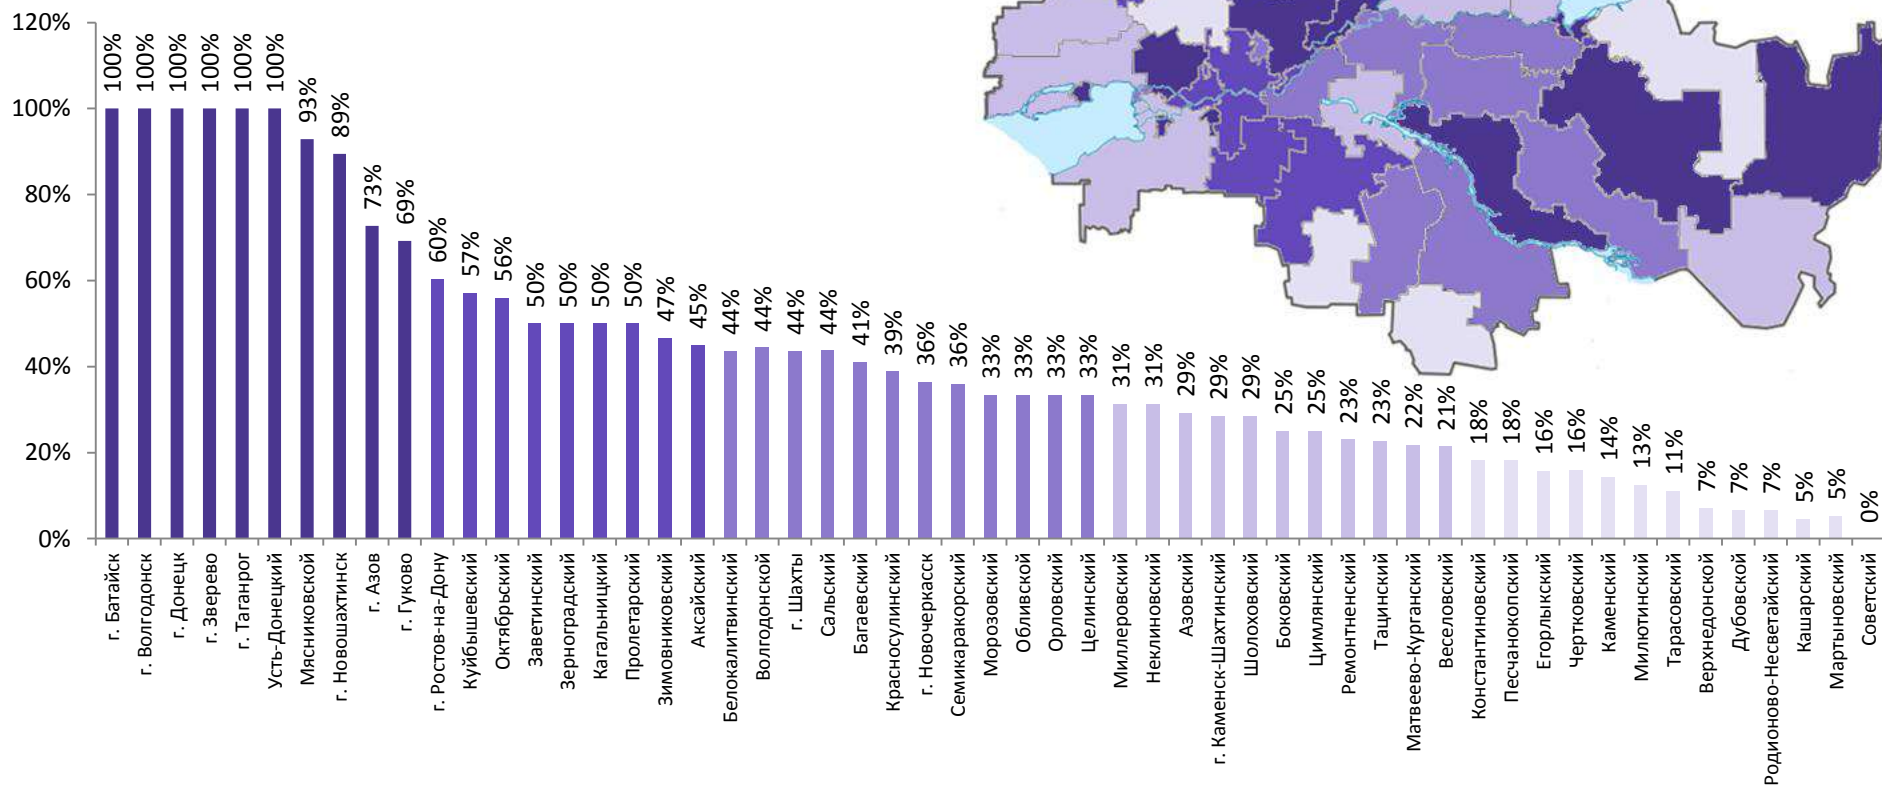 120%
100%
80%
60%
40%
20%
0%
100%
100%
100%
100%
100%
100%
93%
89%
73%
69%
60%
57%
56%
50%
50%
50%
50%
47%
45%
44%
44%
44%
44%
41%
39%
36%
36%
33%
33%
33%
33%
31%
31%
29%
29%
29%
25%
25%
23%
23%
22%
21%
18%
18%
16%
16%
14%
13%
11%
7%
7%
7%
5%
5%
0%
г. Батайск
г. Волгодонск
г. Донецк
г. Зверево
г. Таганрог
Усть-Донецкий
Мясниковской
г. Новошахтинск
г. Азов
г. Гуково
г. Ростов-на-Дону
Куйбышевский
Октябрьский
Заветинский
Зерноградский
Кагальницкий
Пролетарский
Зимовниковский
Аксайский
Белокалитвинский
Волгодонской
г. Шахты
Сальский
Багаевский
Красносулинский
г. Новочеркасск
Семикаракорский
Морозовский
Обливской
Орловский
Целинский
Миллеровский
Неклиновский
Азовский
г. Каменск-Шахтинский
Шолоховский
Боковский
Цимлянский
Ремонтненский
Тацинский
Матвеево-Курганский
Веселовский
Константиновский
Песчанокопский
Егорлыкский
Чертковский
Каменский
Милютинский
Тарасовский
Верхнедонской
Дубовской
Родионово-Несветайский
Кашарский
Мартыновский
Советский